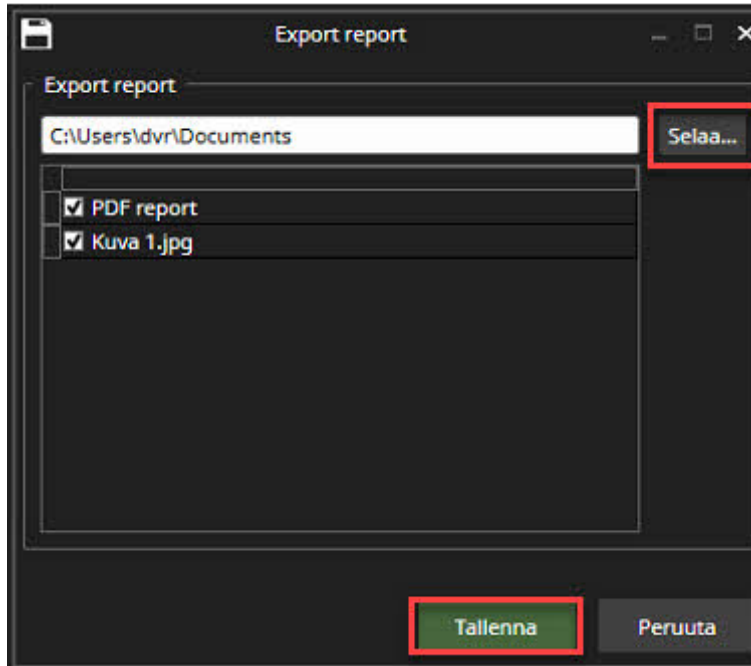 Export report
Export report
C:\Users\dvr\Documents
Selaa...
PDF report
Kuva 1.jpg
Tallenna
Peruuta